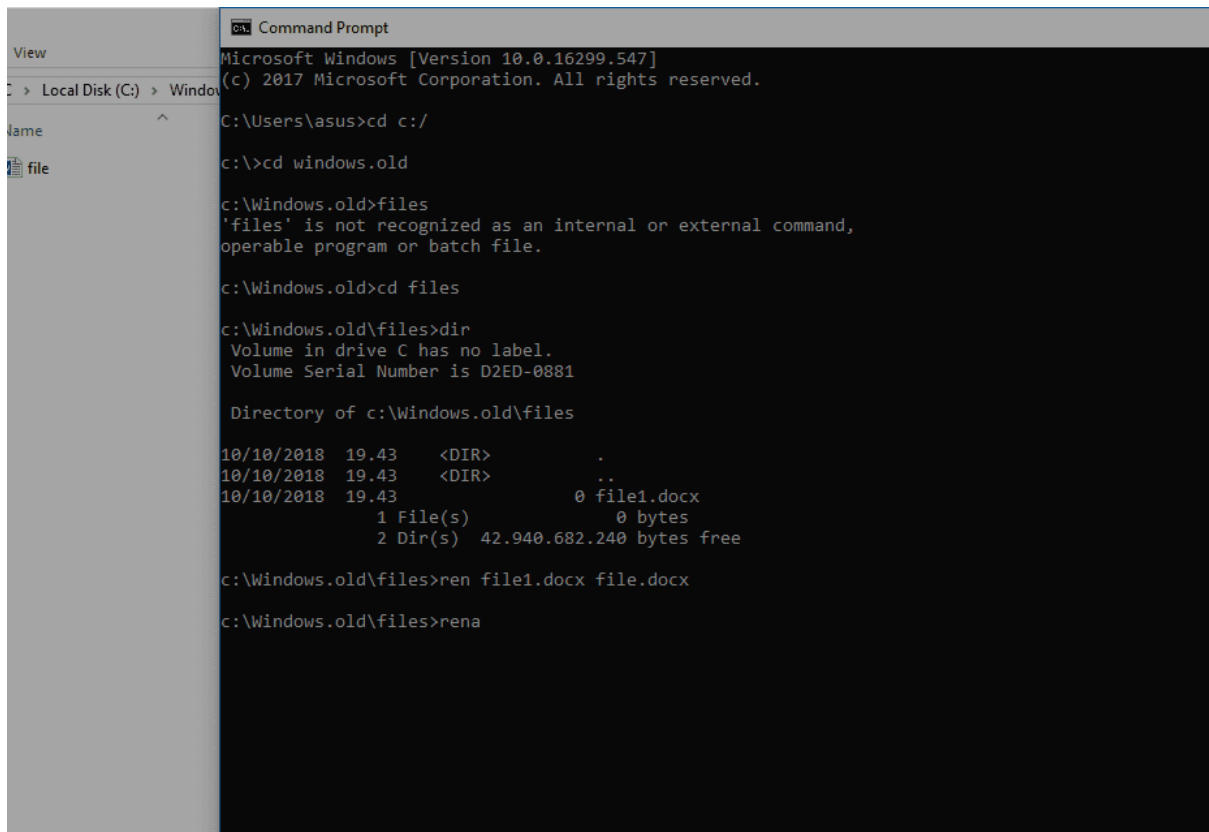 View
Local Disk (C:) > Windov
Name
file
Command Prompt
Microsoft Windows [Version 10.0.16299.547]
(c) 2017 Microsoft Corporation. All rights reserved.
C:\Users\asus>cd c:/
c:\>cd windows.old
c:\Windows.old>files
'files' is not recognized as an internal or external command,
operable program or batch file.
c:\Windows.old>cd files
c:\Windows.old\files>dir
Volume in drive C has no label.
Volume Serial Number is D2ED-0881
Directory of c:\Windows.old\files
10/10/2018  19.43    <DIR>          .
10/10/2018  19.43    <DIR>          ..
10/10/2018  19.43                 0 file1.docx
1 File(s)              0 bytes
2 Dir(s)  42.940.682.240 bytes free
c:\Windows.old\files>ren file1.docx file.docx
c:\Windows.old\files>rena